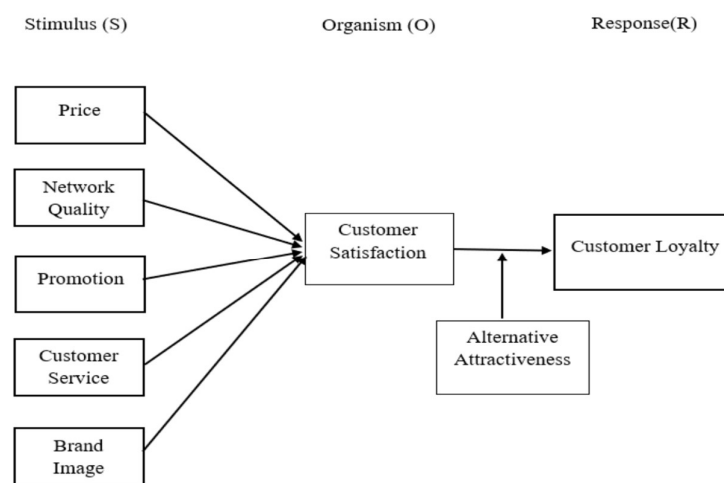 Stimulus (S)
Organism (O)
Response(R)
Price
Network
Quality
Promotion
Customer
Service
Brand
Image
Customer
Satisfaction
Alternative
Attractiveness
Customer Loyalty